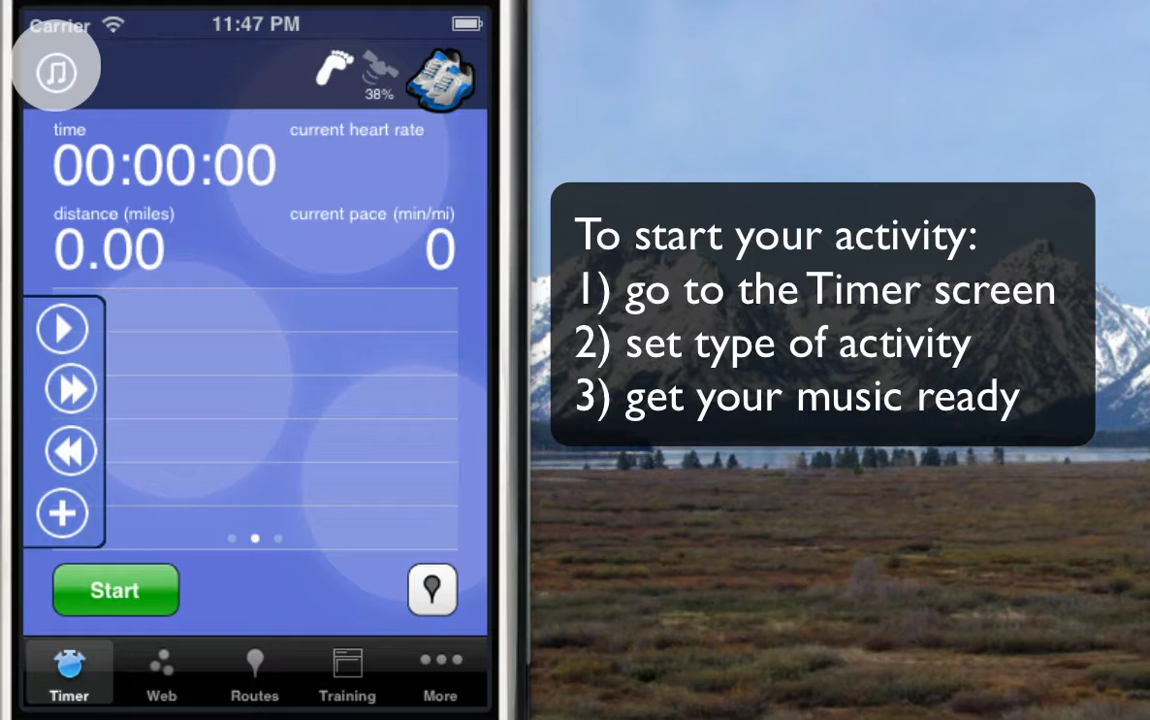 Carrier 11:47 PM
38%
time current heart rate
00:00:00
distance (miles) current pace (min/mi)
0.00 0
Start
Timer Web Routes Training More
To start your activity:
1) go to the Timer screen
2) set type of activity
3) get your music ready